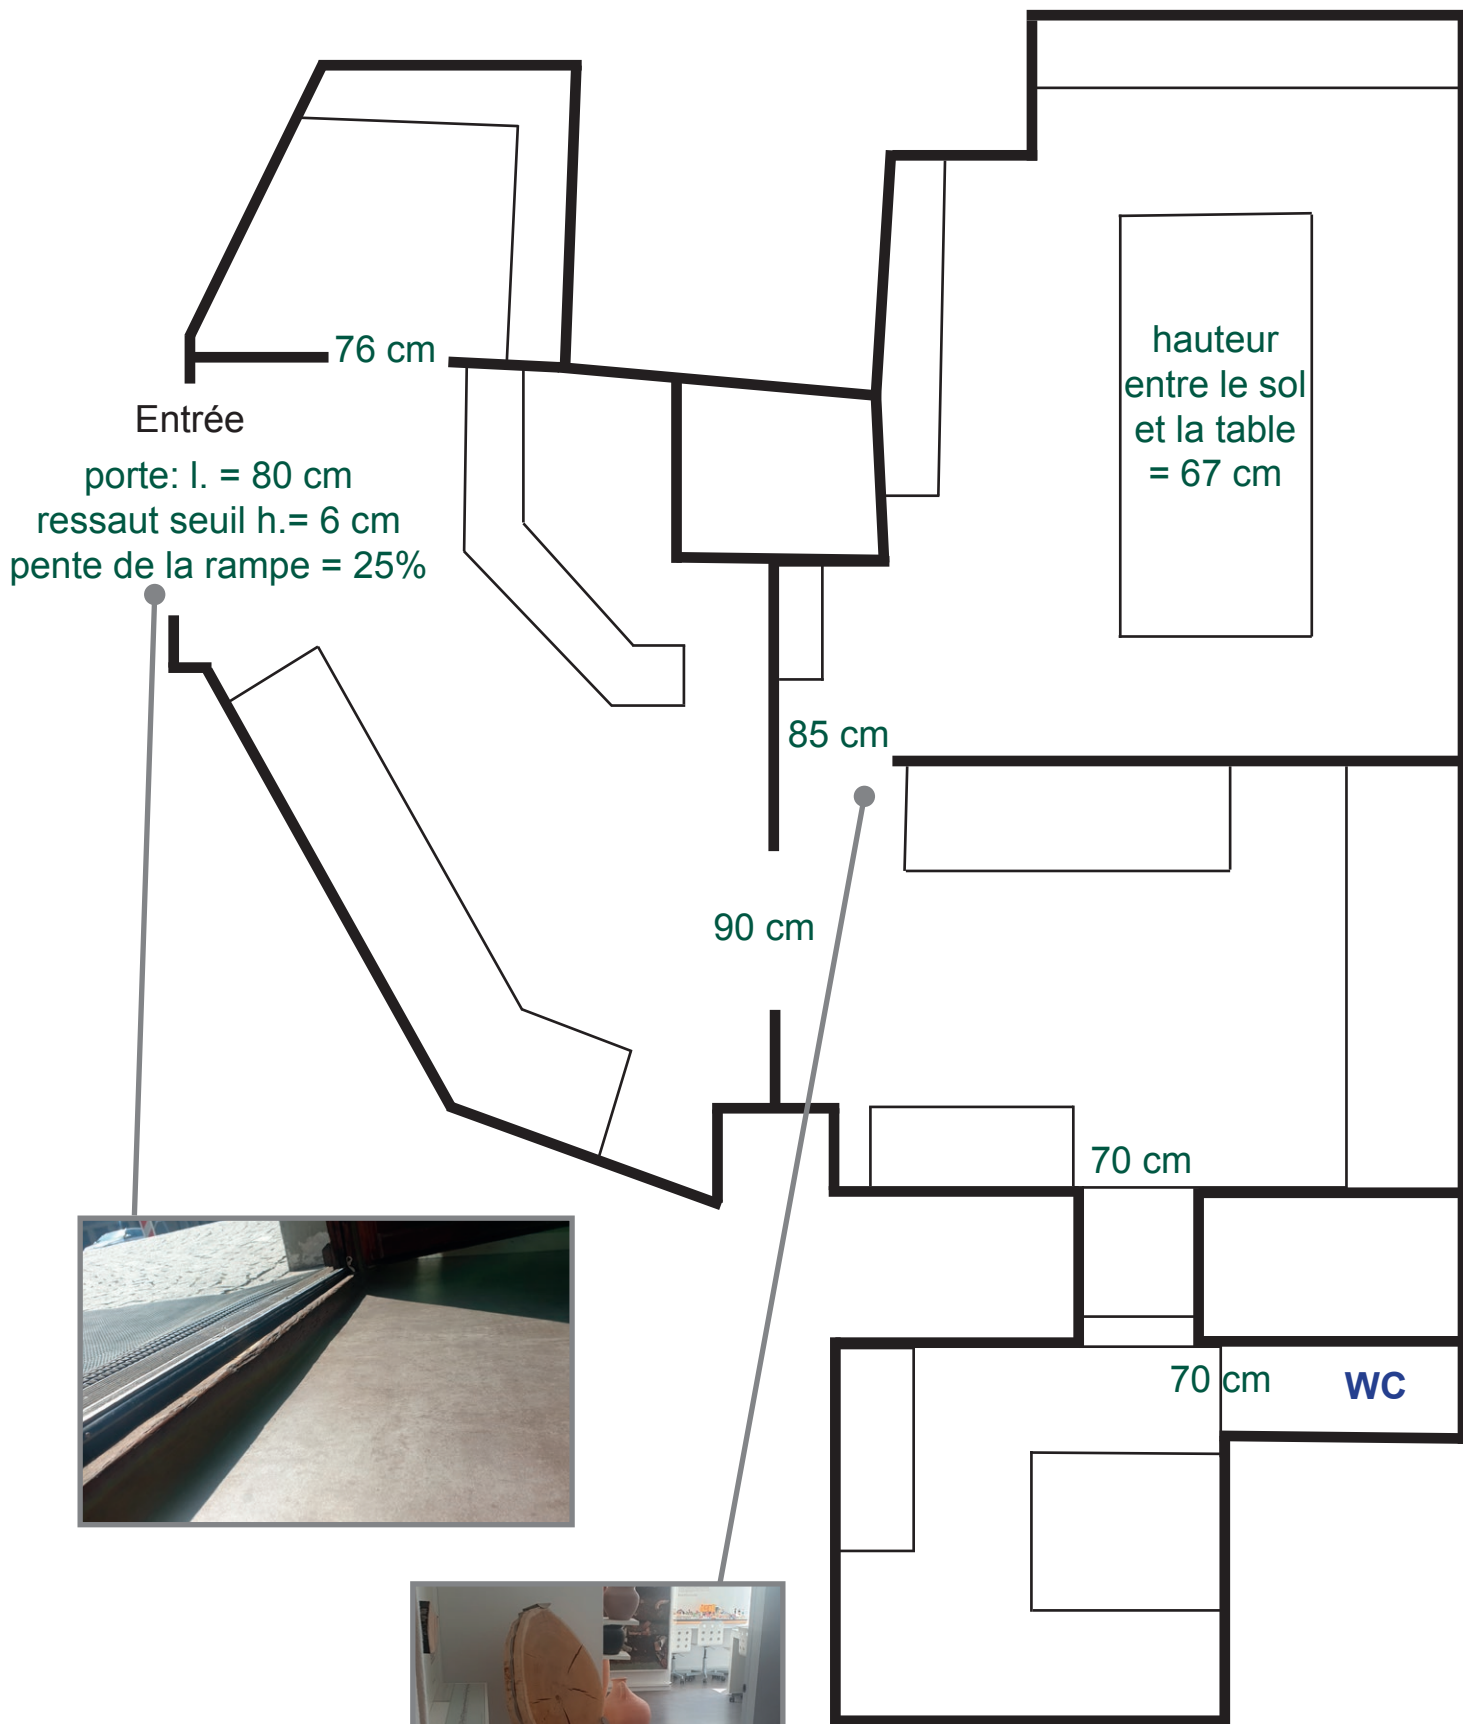 76 cm
Entrée
porte: l. = 80 cm
ressaut seuil h.= 6 cm
pente de la rampe = 25%
hauteur
entre le sol
et la table
= 67 cm
85 cm
90 cm
70 cm
70 cm
WC